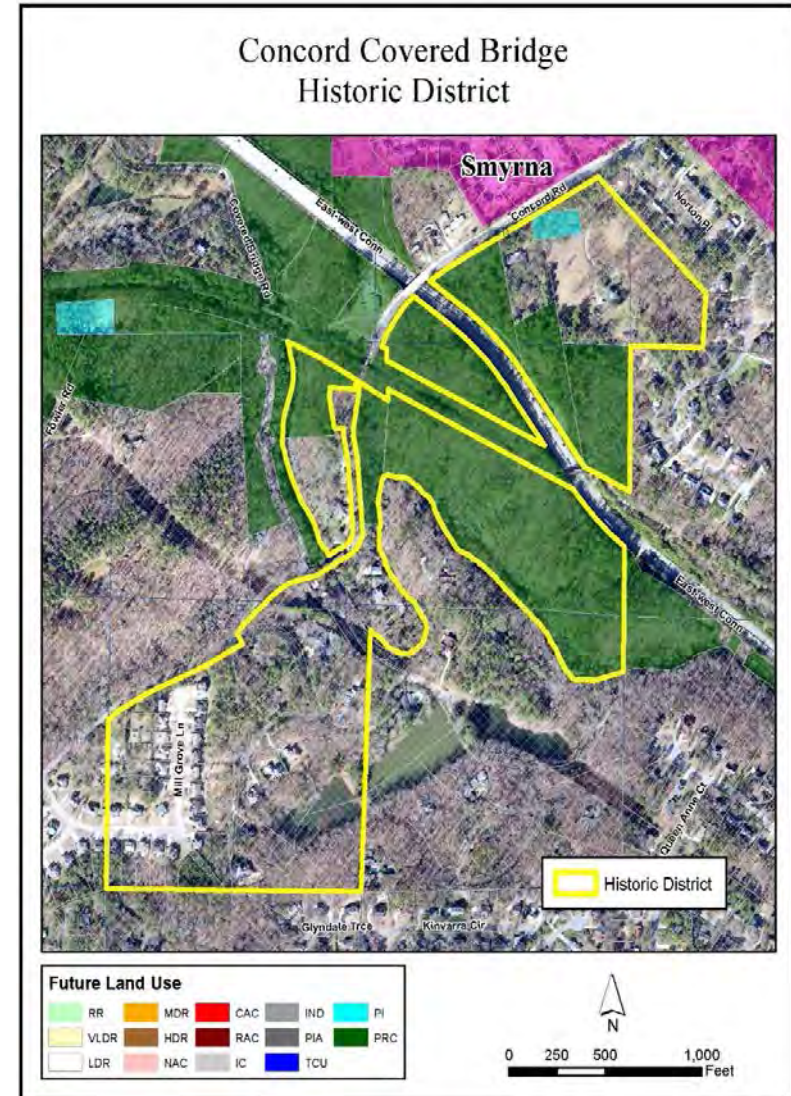 Concord Covered Bridge
Historic District
Smyrna
East-west Conn
Concord Rd
Norton Pl
Covered Bridge Rd
Fowler Rd
East-west Conn
Mill Grove Ln
Queen Anne Ct
Historic District
Glyndale Trce
Kinvarra Cir
Future Land Use
RR
MDR
CAC
IND
PI
VLDR
HDR
RAC
PIA
PRC
LDR
NAC
IC
TCU
N
0 250 500 1,000
Feet